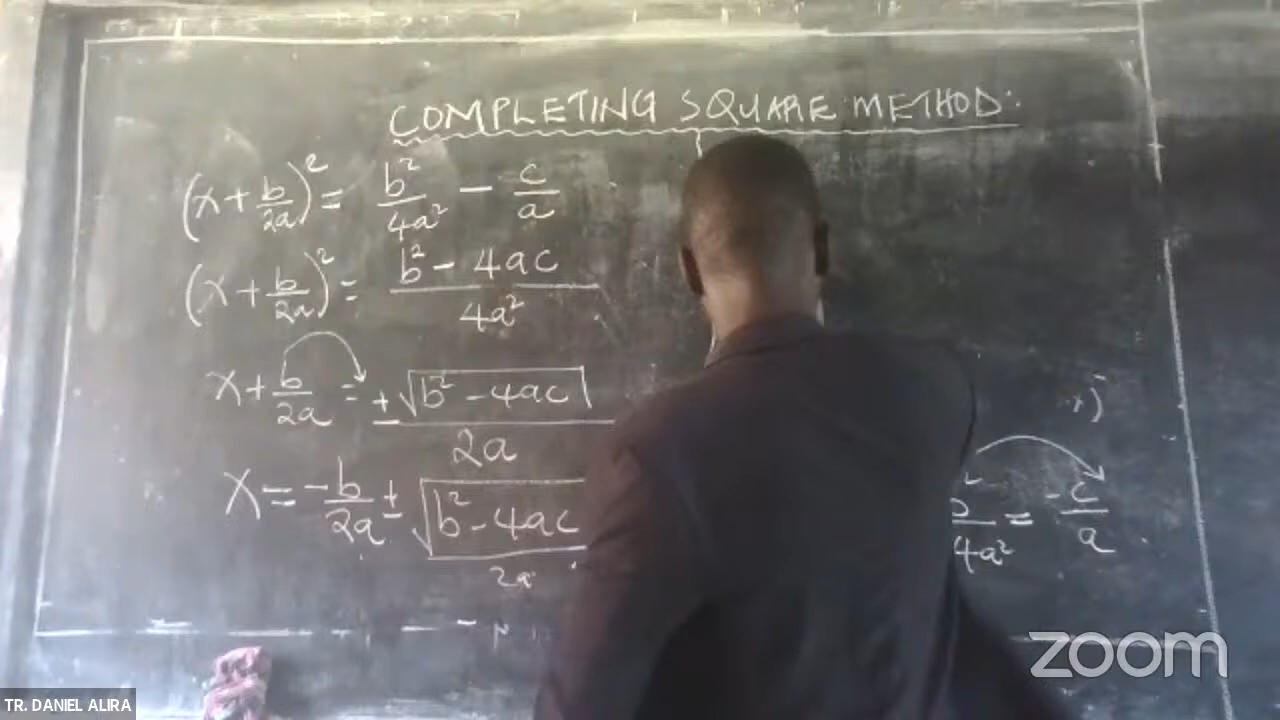 COMPLETING SQUARE METHOD:
(x + b/2a)² = b²/4a² - c/a
(x + b/2a)² = b² - 4ac / 4a²
x + b/2a = ± √(b² - 4ac) / 2a
x = -b/2a ± √(b² - 4ac) / 2a
/4a² = -c/a
zoom
TR. DANIEL ALIRA